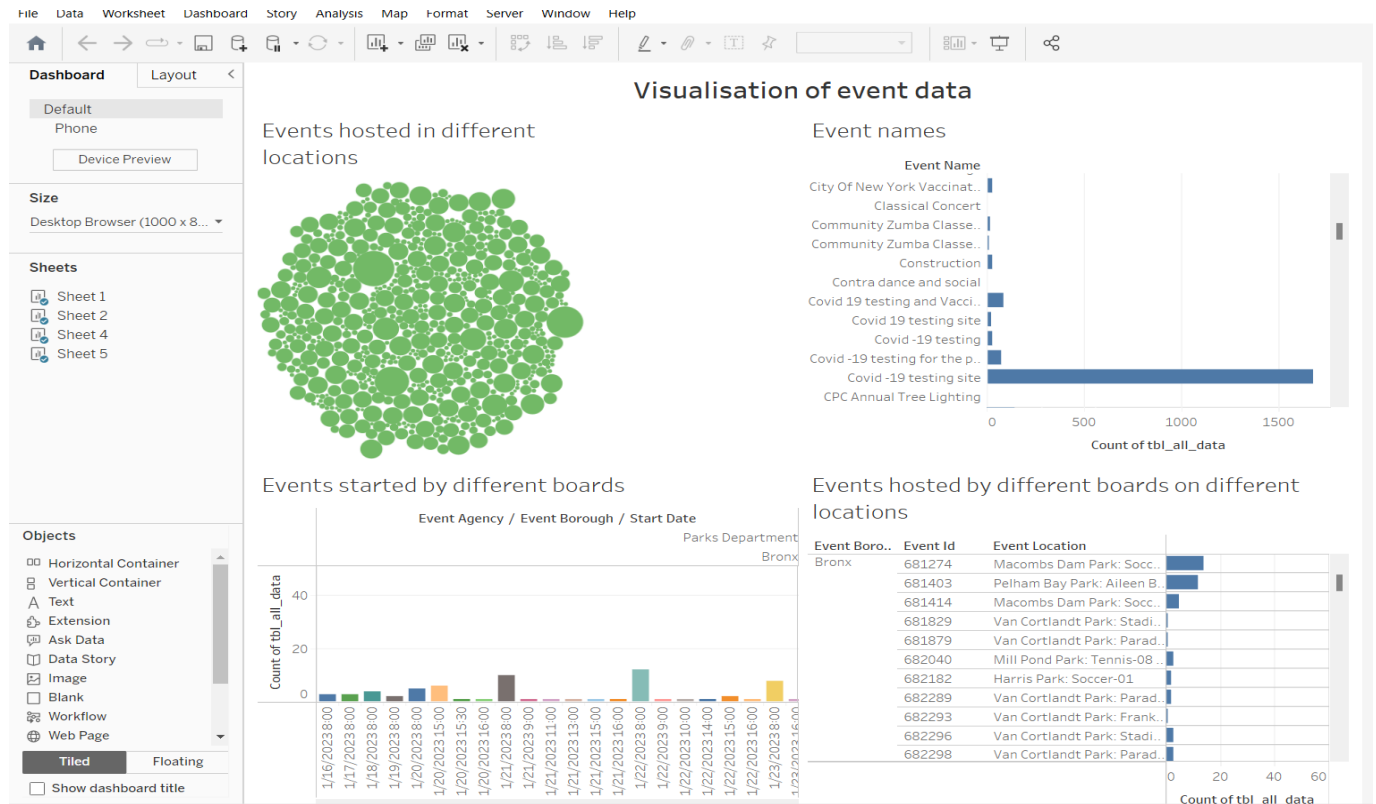 File Data Worksheet Dashboard Story Analysis Map Format Server Window Help
Dashboard Layout <
Default
Phone
Device Preview
Size
Desktop Browser (1000 x 8...
Sheets
Sheet 1
Sheet 2
Sheet 4
Sheet 5
Objects
Horizontal Container
Vertical Container
A Text
Extension
Ask Data
Data Story
Image
Blank
Workflow
Web Page
Tiled Floating
Show dashboard title
Visualisation of event data
Events hosted in different
locations
Event names
Event Name
City Of New York Vaccinat..
Classical Concert
Community Zumba Classe..
Community Zumba Classe..
Construction
Contra dance and social
Covid 19 testing and Vacci..
Covid 19 testing site
Covid -19 testing
Covid -19 testing for the p..
Covid -19 testing site
CPC Annual Tree Lighting
0 500 1000 1500
Count of tbl_all_data
Events started by different boards
Event Agency / Event Borough / Start Date
Parks Department
Bronx
Count of tbl_all_data
40
20
0
1/16/2023 8:00
1/17/2023 8:00
1/18/2023 8:00
1/19/2023 8:00
1/20/2023 8:00
1/20/2023 15:00
1/20/2023 15:30
1/20/2023 16:00
1/21/2023 8:00
1/21/2023 9:00
1/21/2023 11:00
1/21/2023 13:00
1/21/2023 15:00
1/21/2023 16:00
1/22/2023 8:00
1/22/2023 9:00
1/22/2023 10:00
1/22/2023 14:00
1/22/2023 15:00
1/22/2023 16:00
1/23/2023 8:00
1/23/2023 16:00
Events hosted by different boards on different
locations
Event Boro.. Event Id Event Location
Bronx 681274 Macombs Dam Park: Socc..
681403 Pelham Bay Park: Aileen B..
681414 Macombs Dam Park: Socc..
681829 Van Cortlandt Park: Stadi..
681879 Van Cortlandt Park: Parad..
682040 Mill Pond Park: Tennis-08 ..
682182 Harris Park: Soccer-01
682289 Van Cortlandt Park: Parad..
682293 Van Cortlandt Park: Frank..
682296 Van Cortlandt Park: Stadi..
682298 Van Cortlandt Park: Parad..
0 20 40 60
Count of tbl_all_data